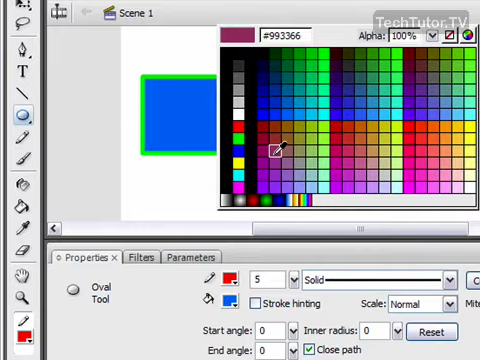 TechTutor.TV
Scene 1
#993366
Alpha: 100%
Properties × Filters Parameters
Oval
Tool
5
Solid
Stroke hinting
Scale: Normal
Start angle: 0
Inner radius: 0
Reset
End angle: 0
Close path